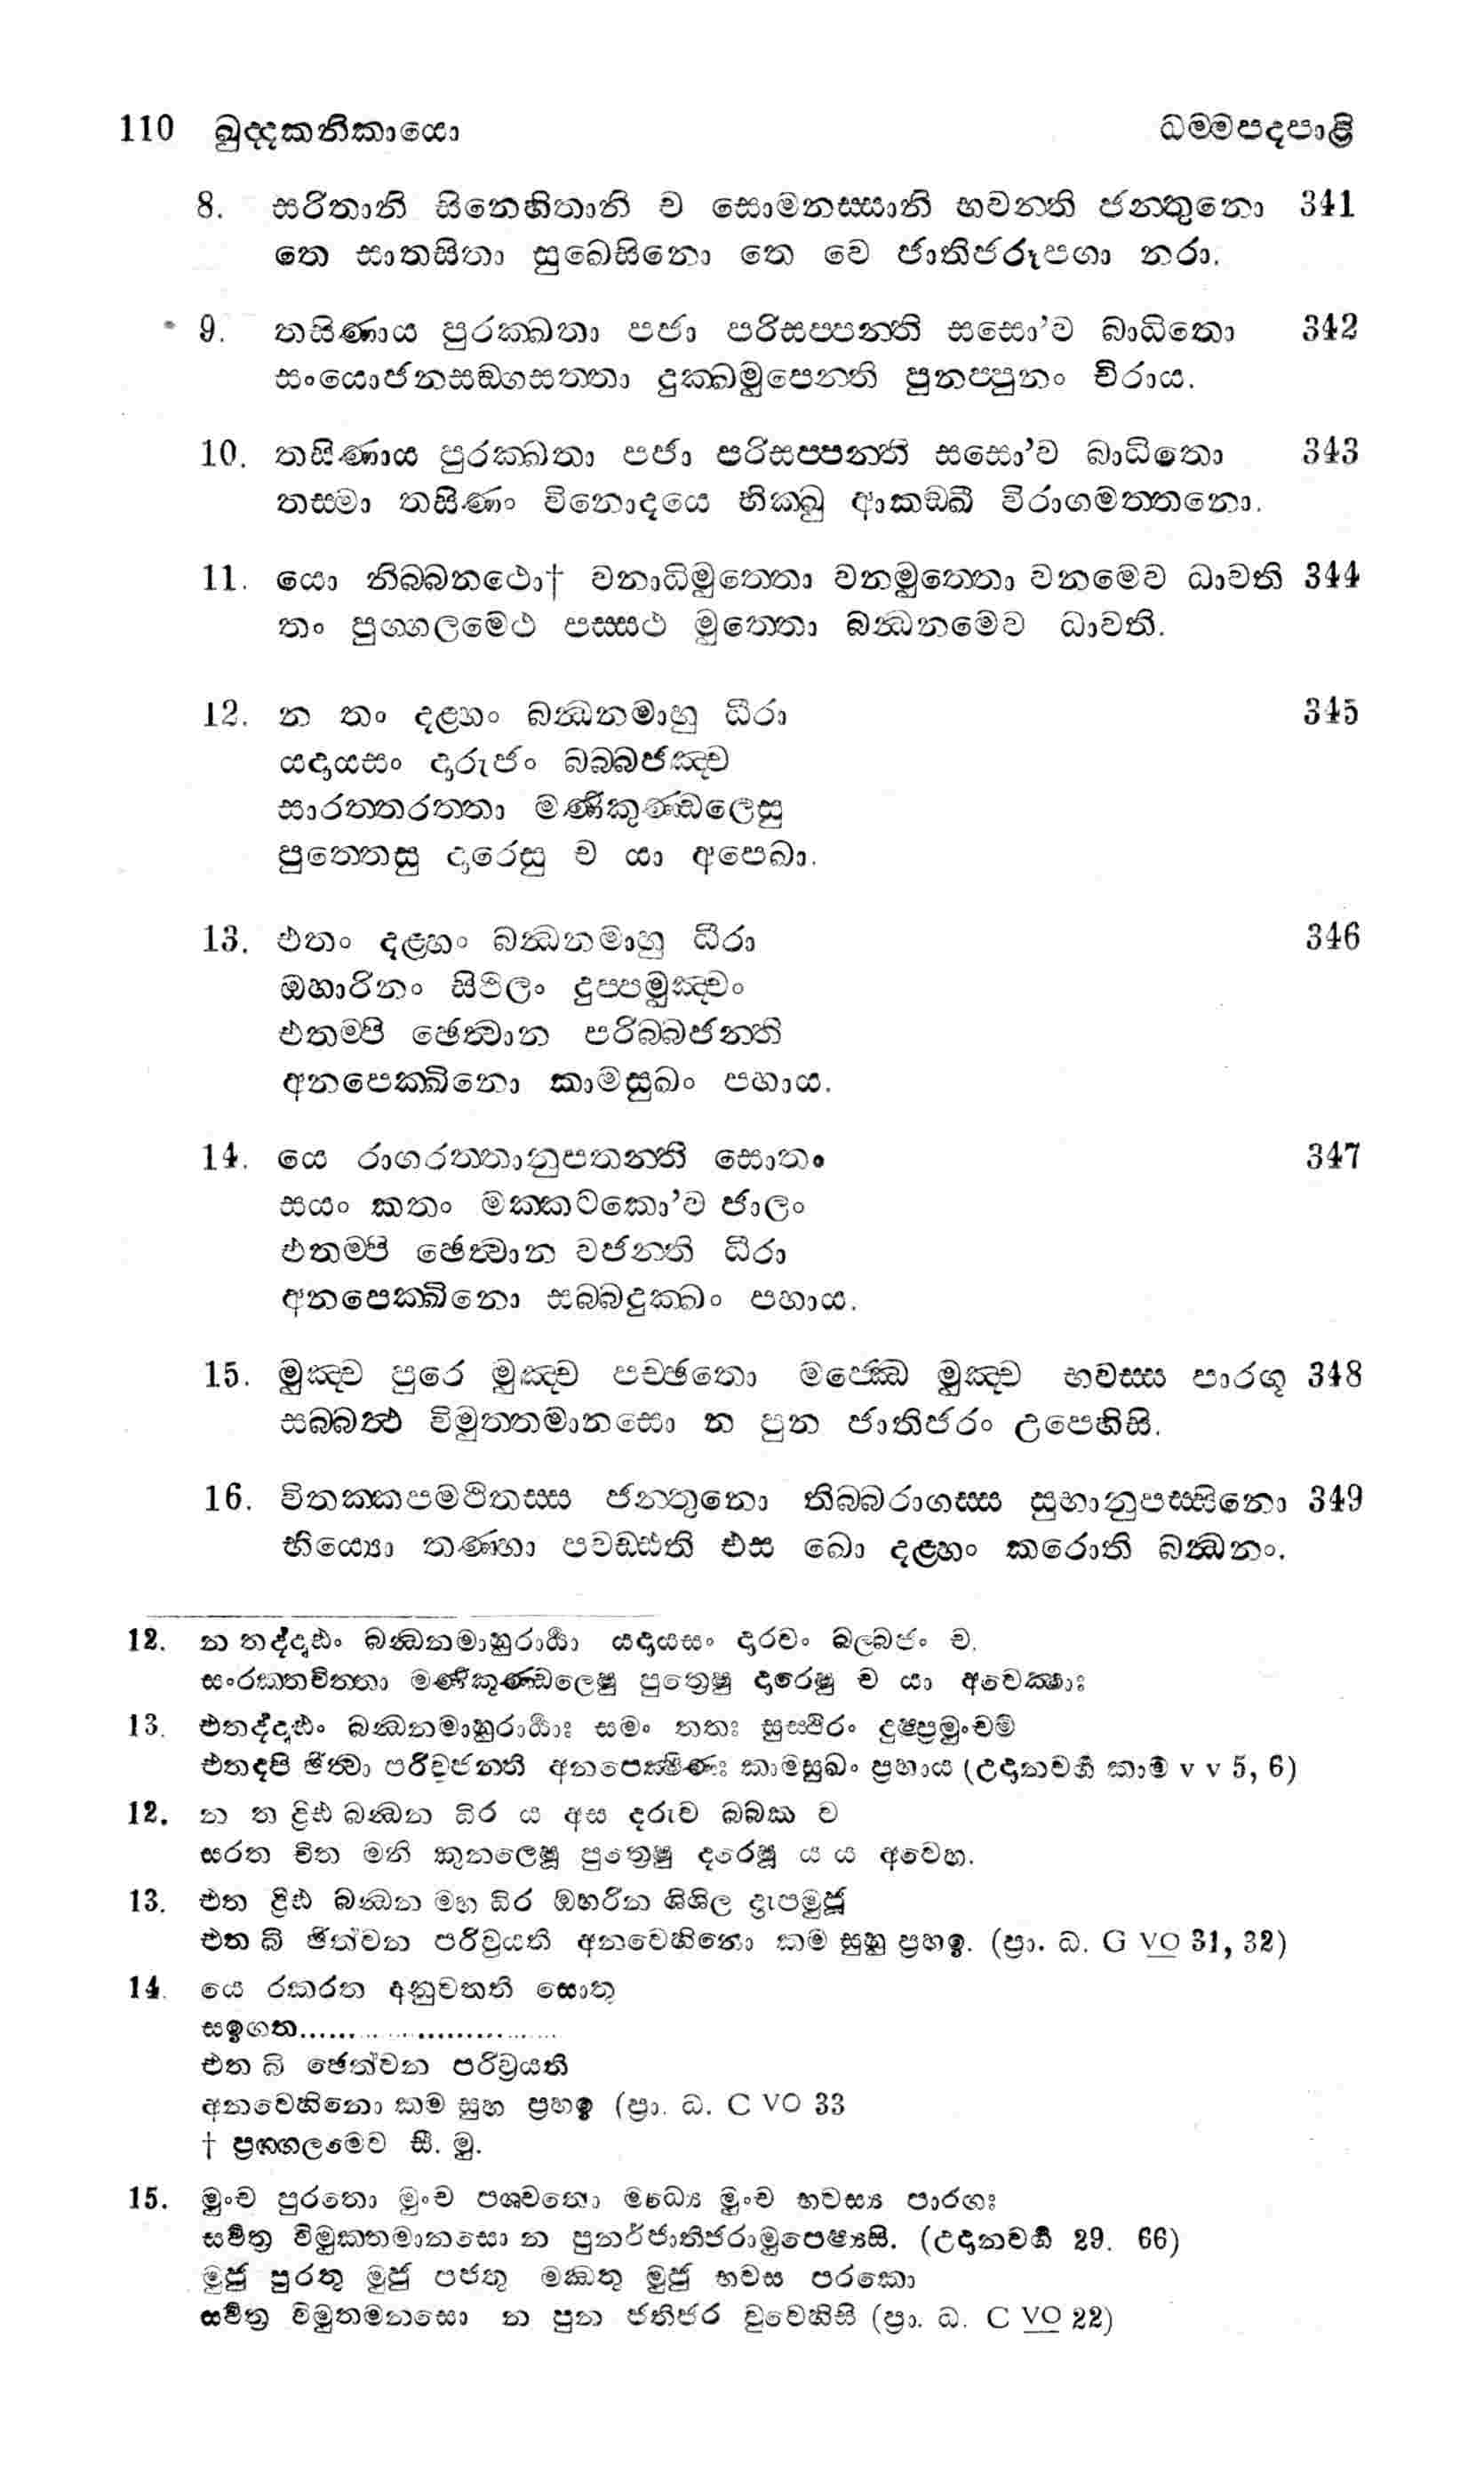 110 ඛුද්දකනිකායො ධම්මපදපාළි
8. සරිතානි සිනෙහිතානි ච සොමනස්සානි භවන්ති ජන්තුනො 341
තෙ සාතසිතා සුඛෙසිනො තෙ වෙ ජාතිජරූපගා නරා.
9. තසිණාය පුරක්ඛතා පජා පරිසප්පන්ති සසො’ව බාධිතො 342
සංයොජනසඞ්ගසත්තා දුක්ඛමුපෙන්ති පුනප්පුනං චිරාය.
10. තසිණාය පුරක්ඛතා පජා පරිසප්පන්ති සසො’ව බාධිතො 343
තස්මා තසිණං විනොදයෙ භික්ඛු ආකඞ්ඛී විරාගමත්තනො.
11. යො නිබ්බනථො† වනාධිමුත්තො වනමුත්තො වනමෙව ධාවති 344
තං පුග්ගලමෙථ පස්සථ මුත්තො බන්ධනමෙව ධාවති.
12. න තං දළ්හං බන්ධනමාහු ධීරා 345
යදායසං දාරුජං බබ්බජඤ්ච
සාරත්තරත්තා මණිකුණ්ඩලෙසු
පුත්තෙසු දාරෙසු ච යා අපෙඛා.
13. එතං දළ්හං බන්ධනමාහු ධීරා 346
ඔහාරිනං සිථිලං දුප්පමුඤ්චං
එතම්පි ඡෙත්වාන පරිබ්බජන්ති
අනපෙක්ඛිනො කාමසුඛං පහාය.
14. යෙ රාගරත්තානුපතන්ති සොතං 347
සයං කතං මක්කටකො’ව ජාලං
එතම්පි ඡෙත්වාන වජන්ති ධීරා
අනපෙක්ඛිනො සබ්බදුක්ඛං පහාය.
15. මුඤ්ච පුරෙ මුඤ්ච පච්ඡතො මජ්ඣෙ මුඤ්ච භවස්ස පාරගූ 348
සබ්බත්ථ විමුත්තමානසො න පුන ජාතිජරං උපෙහිසි.
16. විතක්කපමථිතස්ස ජන්තුනො තිබ්බරාගස්ස සුභානුපස්සිනො 349
භිය්‍යො තණ්හා පවඩ්ඪති එස ඛො දළ්හං කරොති බන්ධනං.
12. න තද්දෘඪං බන්ධනමාහුරාර්‍ය්‍යා යදායසං දාරවං බල්බජං ච.
සංරක්තචිත්තා මණිකූණ්ඩලෙෂු පුත්‍රෙෂු දාරෙෂු ච යා අවෙක්ෂාඃ
13. එතද්දෘඪං බන්ධනමාහුරාර්‍ය්‍යාඃ සමං තතඃ සුස්ථිරං දුෂ්ප්‍රමුංචම්
එතදපි ඡිත්වා පරිව්‍රජන්ති අනපෙක්ෂිණඃ කාමසුඛං ප්‍රහාය (උදානවර්‍ග කාම v v 5, 6)
12. න ත ද්‍රිඪ බන්ධන ධිර ය අස දරුව බබක ච
සරත චිත මනි කුනලෙෂු පුත්‍රෙෂු දරෙෂු ය ය අවෙහ.
13. එත ද්‍රිඪ බන්ධන මහ ධිර ඔහරින ශිශිල ද්‍රුපමුජූ
එත බි ඡිත්වන පරිව්‍රයති අනවෙහිනො කම සුහු ප්‍රහඉ. (ප්‍රා. ධ. G VO 31, 32)
14. යෙ රකරත අනුවතති සොතු
සඉගත..............................
එත බි ඡෙත්වන පරිව්‍රයති
අනවෙහිනො කම සුහ ප්‍රහඉ (ප්‍රා. ධ. C VO 33
† ප්‍රග්ගලමෙව සී. මු.
15. මුංච පුරතො මුංච පශ්චතො මධ්‍යෙ මුංච භවස්‍ය පාරගඃ
සර්‍වත්‍ර විමුක්තමානසො න පුනර්ජාතිජරාමුපෙෂ්‍යසි. (උදානවර්‍ග 29. 66)
මුජු පුරතු මුජු පජතු මඣතු මුජු භවස පරකො
සර්‍වත්‍ර විමුතමනසො න පුන ජතිජර වුවෙහිසි (ප්‍රා. ධ. C VO 22)